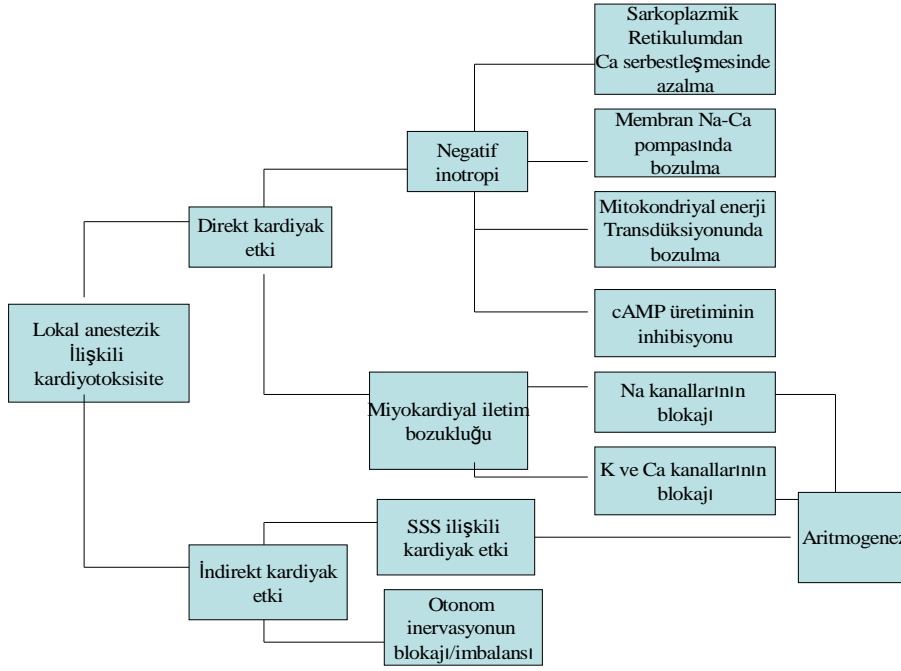 Sarkoplazmik
Retikulumdan
Ca serbestleşmesinde
azalma
Negatif
inotropi
Membran Na-Ca
pompasında
bozulma
Mitokondriyal enerji
Transdüksiyonunda
bozulma
Direkt kardiyak
etki
cAMP üretiminin
inhibisyonu
Lokal anestezik
İlişkili
kardiyotoksisite
Miyokardiyal iletim
bozukluğu
Na kanallarının
blokajı
K ve Ca kanallarının
blokajı
SSS ilişkili
kardiyak etki
Aritmogenez
İndirekt kardiyak
etki
Otonom
inervasyonun
blokajı/imbalansı